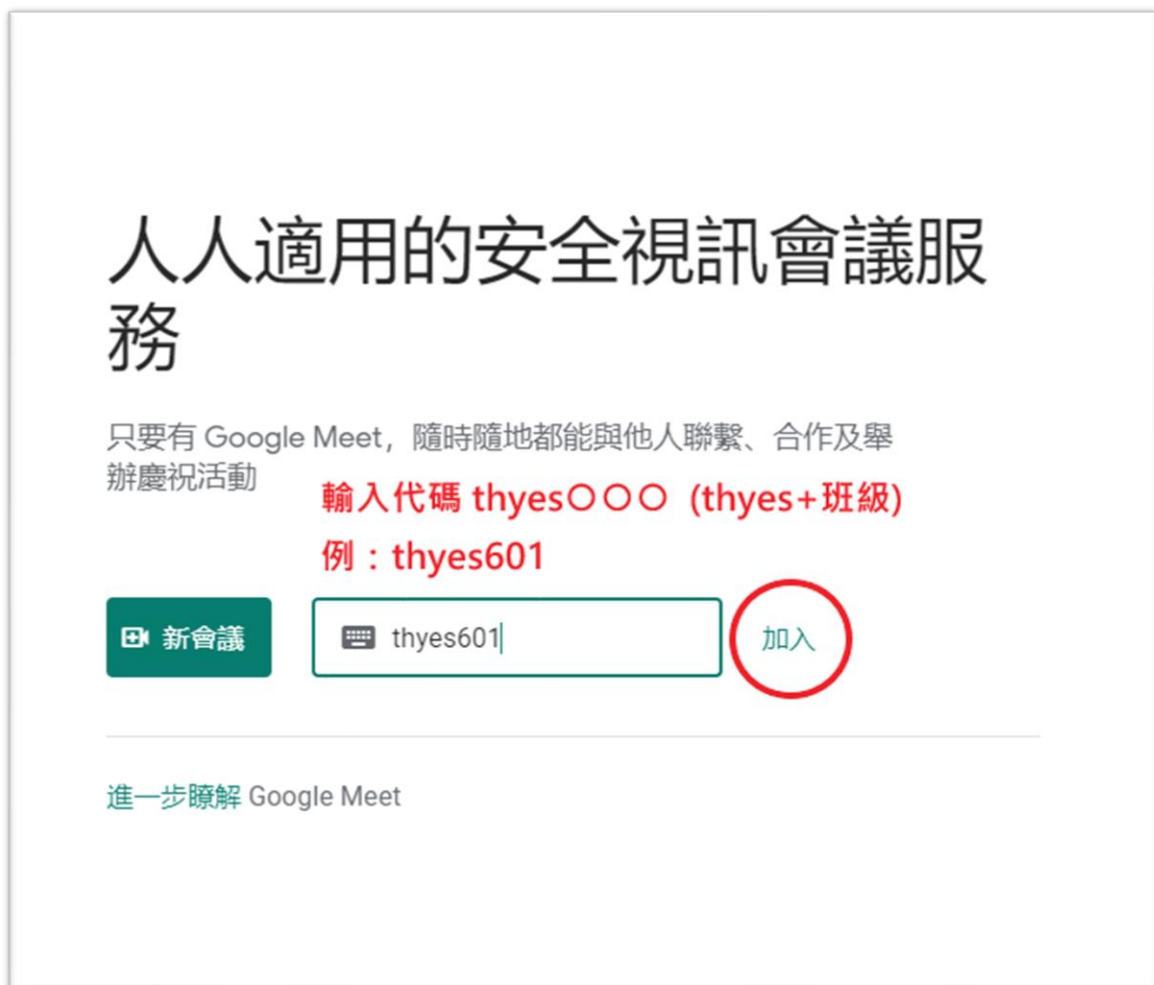 人人適用的安全視訊會議服
務
只要有 Google Meet，隨時隨地都能與他人聯繫、合作及舉
辦慶祝活動
輸入代碼 thyes○○○ (thyes+班級)
例：thyes601
新會議
thyes601
加入
進一步瞭解 Google Meet